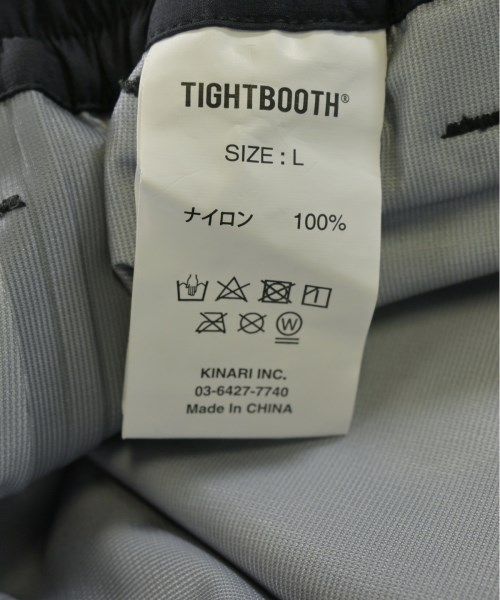 TIGHTBOOTH®
SIZE : L
ナイロン 100%
W
KINARI INC.
03-6427-7740
Made In CHINA